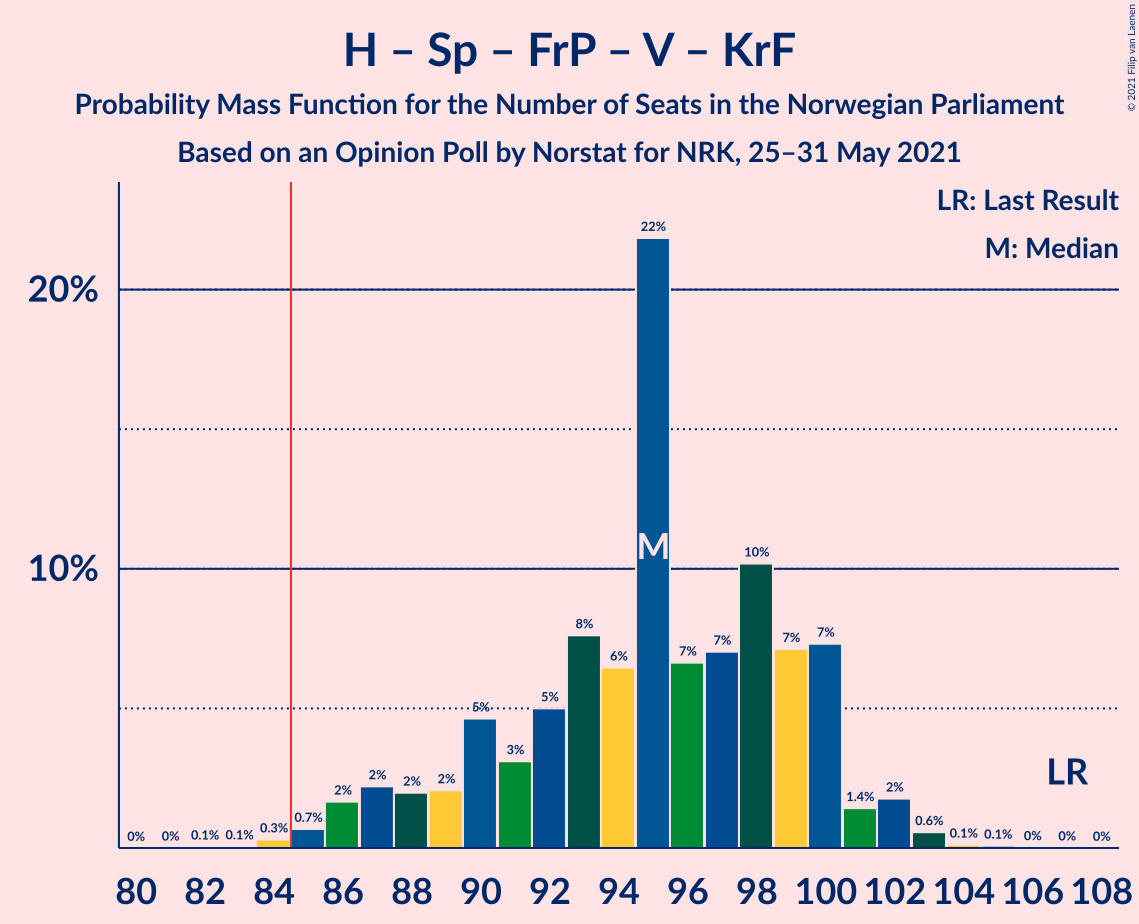 H – Sp – FrP – V – KrF
Probability Mass Function for the Number of Seats in the Norwegian Parliament
Based on an Opinion Poll by Norstat for NRK, 25–31 May 2021
© 2021 Filip van Laenen
LR: Last Result
M: Median
20%
10%
0% 0% 0.1% 0.1% 0.3% 0.7% 2% 2% 2% 2% 5% 3% 5% 8% 6% 22% 7% 7% 10% 7% 7% 1.4% 2% 0.6% 0.1% 0.1% 0% 0% 0%
M
LR
80 82 84 86 88 90 92 94 96 98 100 102 104 106 108